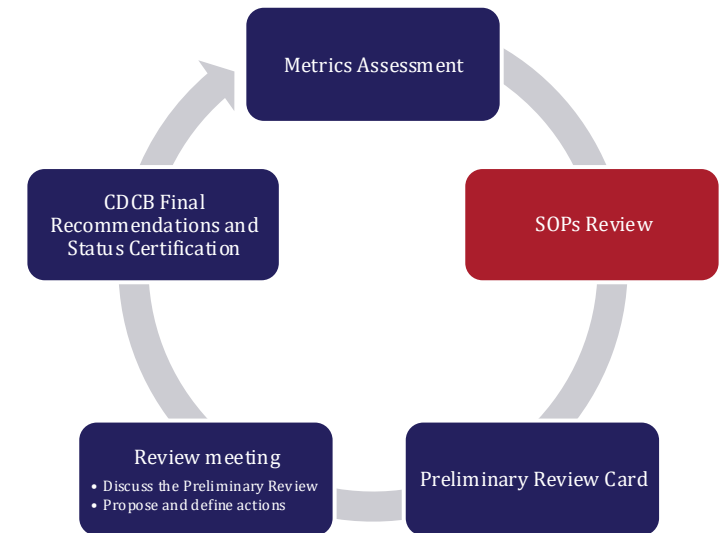 Metrics Assessment
SOPs Review
Preliminary Review Card
Review meeting
• Discuss the Preliminary Review
• Propose and define actions
CDCB Final
Recommendations and
Status Certification